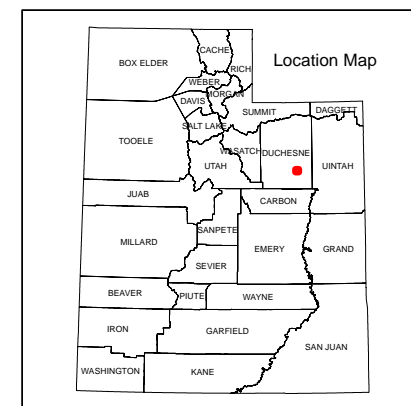 Location Map
BOX ELDER
CACHE
RICH
WEBER
MORGAN
DAVIS
SUMMIT
DAGGETT
SALT LAKE
TOOELE
WASATCH
DUCHESNE
UTAH
UINTAH
JUAB
CARBON
SANPETE
MILLARD
EMERY
GRAND
SEVIER
BEAVER
PIUTE
WAYNE
IRON
GARFIELD
SAN JUAN
WASHINGTON
KANE